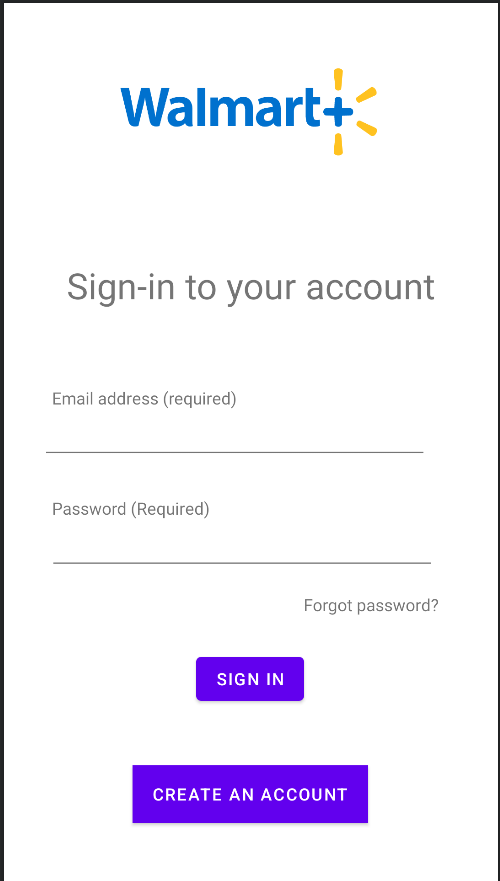 Walmart+
Sign-in to your account
Email address (required)
Password (Required)
Forgot password?
SIGN IN
CREATE AN ACCOUNT